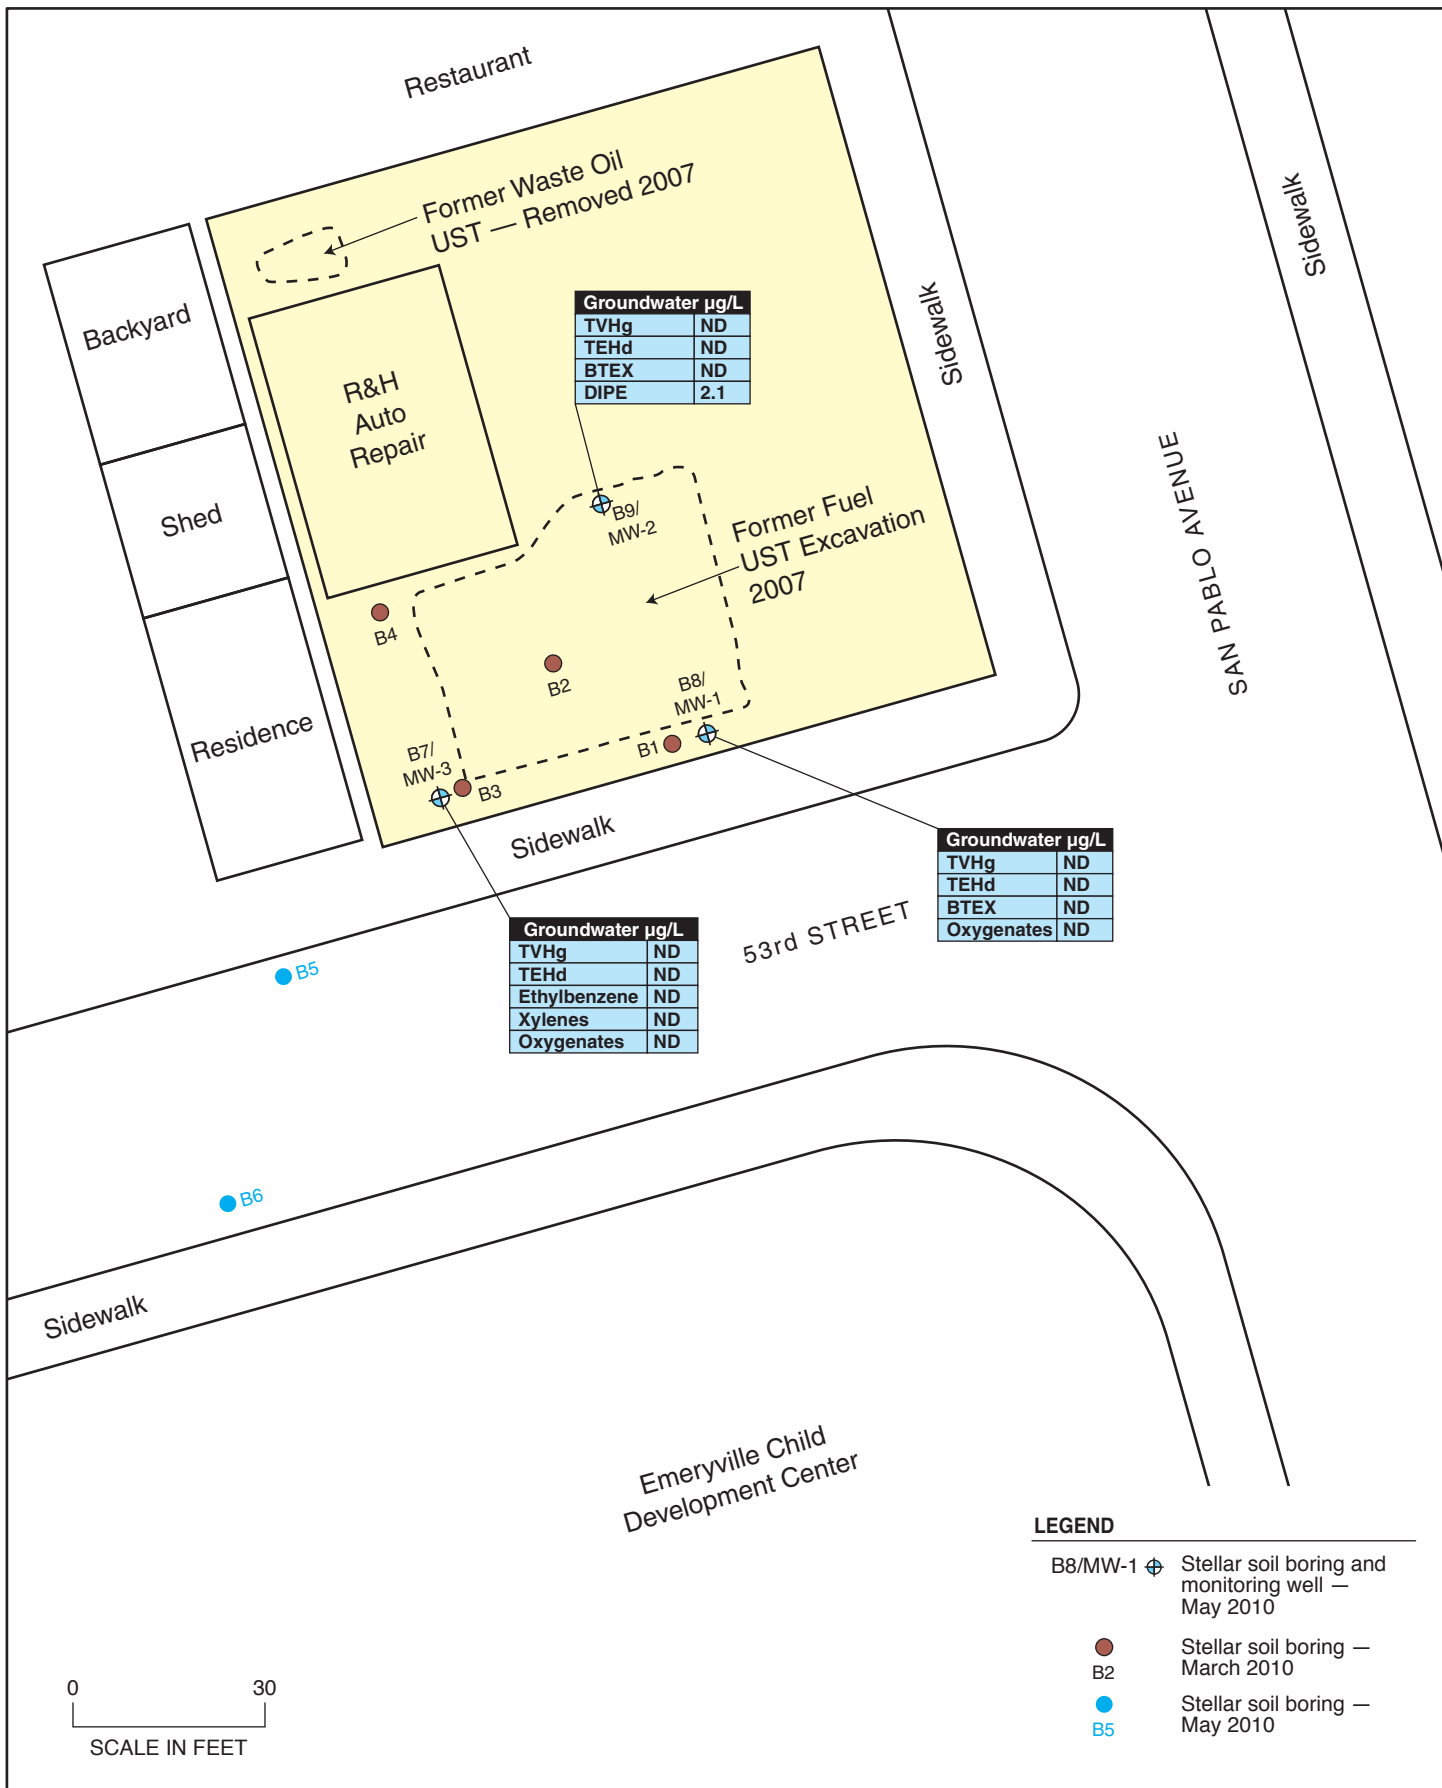 Restaurant
Former Waste Oil
UST — Removed 2007
Sidewalk
Sidewalk
Backyard
R&H
Auto
Repair
Groundwater µg/L
TVHg ND
TEHd ND
BTEX ND
DIPE 2.1
Shed
B9/
MW-2
Former Fuel
UST Excavation
2007
SAN PABLO AVENUE
B4
B2
B8/
MW-1
Residence
B7/
MW-3
B1
B3
Sidewalk
Groundwater µg/L
TVHg ND
TEHd ND
BTEX ND
Oxygenates ND
53rd STREET
Groundwater µg/L
TVHg ND
TEHd ND
Ethylbenzene ND
Xylenes ND
Oxygenates ND
B5
B6
Sidewalk
Emeryville Child
Development Center
LEGEND
B8/MW-1 Stellar soil boring and
monitoring well —
May 2010
Stellar soil boring —
B2 March 2010
Stellar soil boring —
B5 May 2010
0 30
SCALE IN FEET